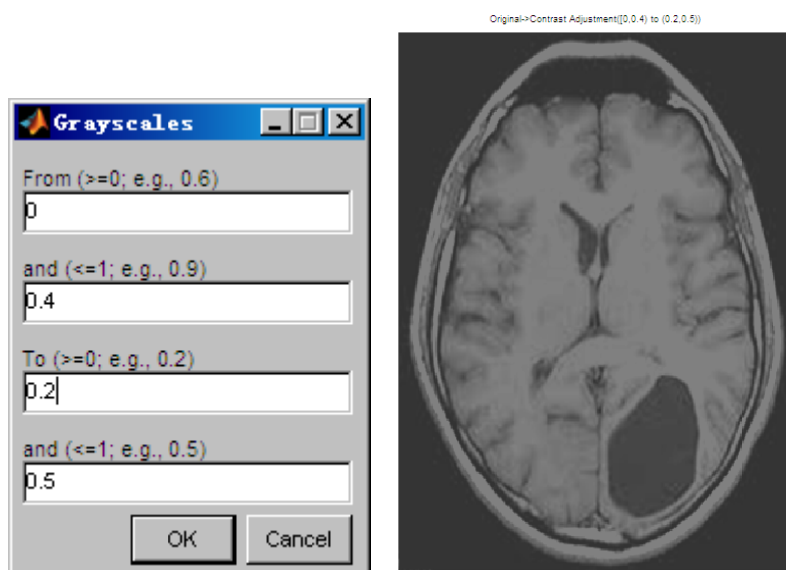 Original->Contrast Adjustment([0,0.4) to (0.2,0.5))
Grayscales
From (>=0; e.g., 0.6)
0
and (<=1; e.g., 0.9)
0.4
To (>=0; e.g., 0.2)
0.2
and (<=1; e.g., 0.5)
0.5
OK Cancel